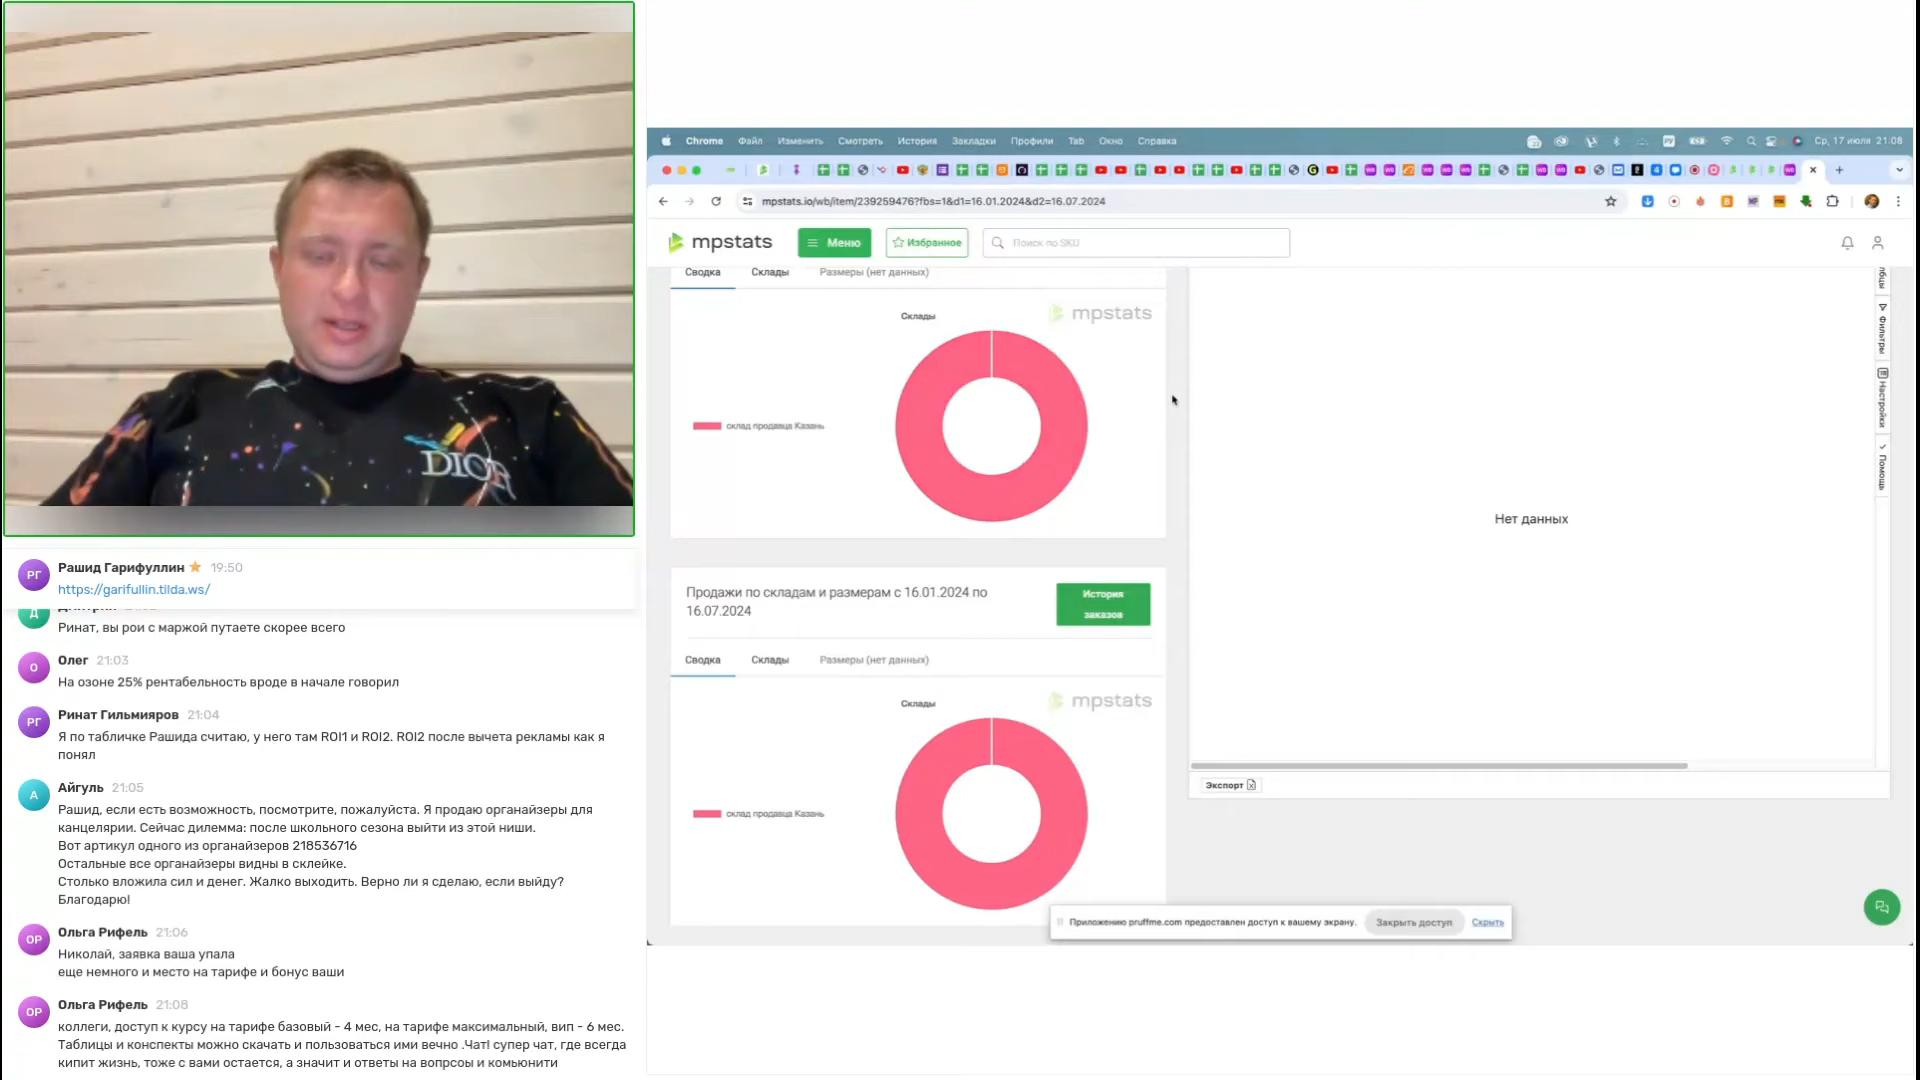 DIOR
РГ
Рашид Гарифуллин 19:50
https://garifullin.tilda.ws/
Д
Ринат, вы рои с маржой путаете скорее всего
О
Олег 21:03
На озоне 25% рентабельность вроде в начале говорил
РГ
Ринат Гильмияров 21:04
Я по табличке Рашида считаю, у него там ROI1 и ROI2. ROI2 после вычета рекламы как я
понял
А
Айгуль 21:05
Рашид, если есть возможность, посмотрите, пожалуйста. Я продаю органайзеры для
канцелярии. Сейчас дилемма: после школьного сезона выйти из этой ниши.
Вот артикул одного из органайзеров 218536716
Остальные все органайзеры видны в склейке.
Столько вложила сил и денег. Жалко выходить. Верно ли я сделаю, если выйду?
Благодарю!
ОР
Ольга Рифель 21:06
Николай, заявка ваша упала
еще немного и место на тарифе и бонус ваши
ОР
Ольга Рифель 21:08
коллеги, доступ к курсу на тарифе базовый - 4 мес, на тарифе максимальный, вип - 6 мес.
Таблицы и конспекты можно скачать и пользоваться ими вечно .Чат! супер чат, где всегда
кипит жизнь, тоже с вами остается, а значит и ответы на вопрсоы и комьюнити
Chrome Файл Изменить Смотреть История Закладки Профили Tab Окно Справка
Ср, 17 июля 21:08
mpstats.io/wb/item/239259476?fbs=1&d1=16.01.2024&d2=16.07.2024
mpstats Меню Избранное Поиск по SKU
Сводка Склады Размеры (нет данных)
Склады
mpstats
склад продавца Казань
Продажи по складам и размерам с 16.01.2024 по
16.07.2024
История
заказов
Сводка Склады Размеры (нет данных)
Склады
mpstats
склад продавца Казань
Нет данных
Фильтры
Настройки
Помощь
Экспорт
Приложению pruffme.com предоставлен доступ к вашему экрану. Закрыть доступ Скрыть